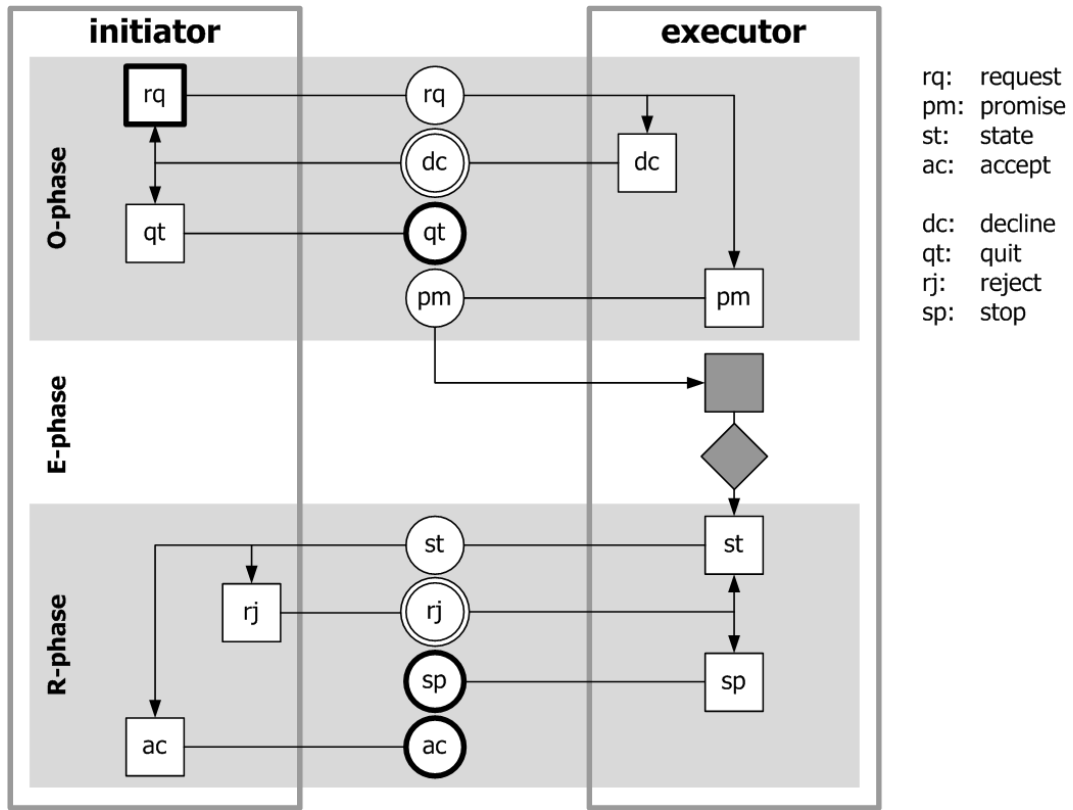 initiator
executor
O-phase
rq
rq
dc
dc
qt
qt
pm
pm
E-phase
R-phase
st
st
rj
rj
sp
sp
ac
ac
rq: request
pm: promise
st: state
ac: accept
dc: decline
qt: quit
rj: reject
sp: stop